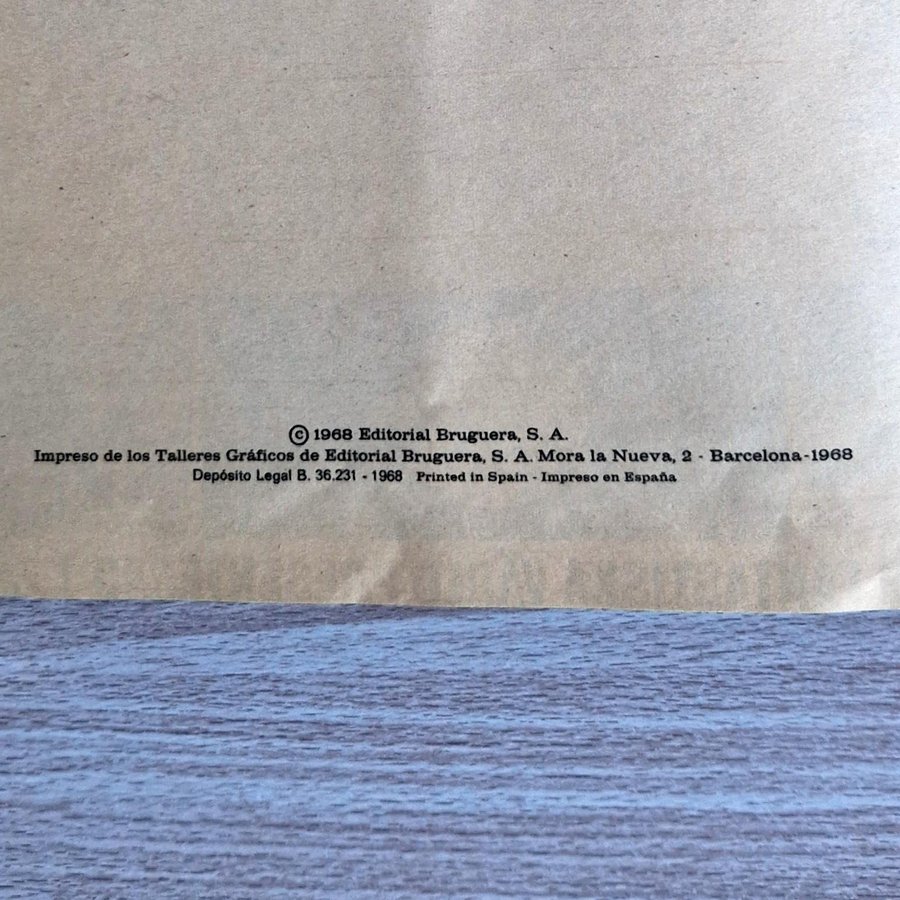 © 1968 Editorial Bruguera, S. A.
Impreso de los Talleres Gráficos de Editorial Bruguera, S. A. Mora la Nueva, 2 - Barcelona-1968
Depósito Legal B. 36.231 - 1968 Printed in Spain - Impreso en España